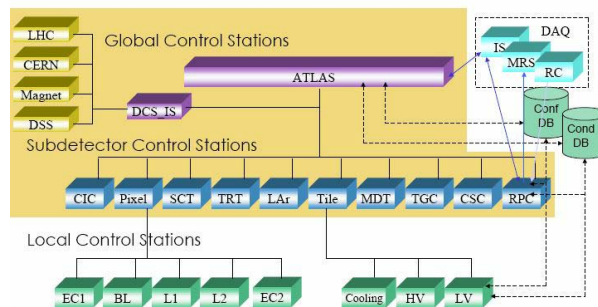 LHC
Global Control Stations
IS
DAQ
MRS
RC
CERN
ATLAS
Magnet
DCS_IS
Conf
DB
Cond
DB
DSS
Subdetector Control Stations
CIC
Pixel
SCT
TRT
LAr
Tile
MDT
TGC
CSC
RPC
Local Control Stations
EC1
BL
L1
L2
EC2
Cooling
HV
LV